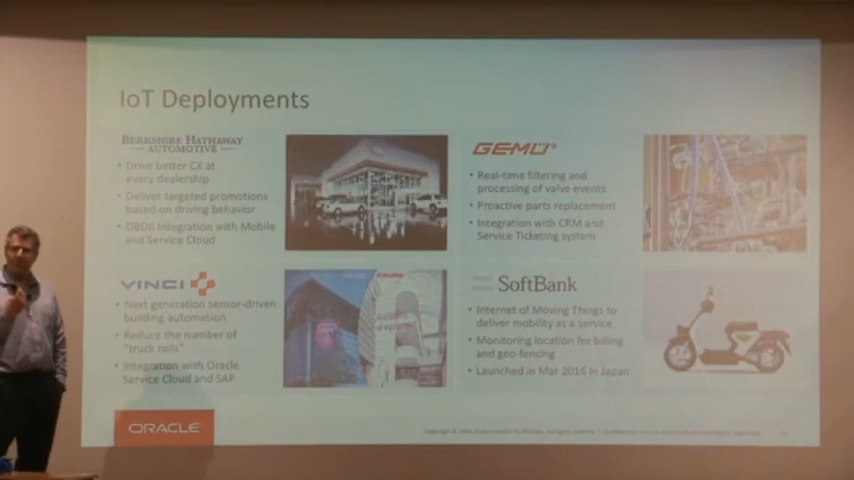 IoT Deployments
BERKSHIRE HATHAWAY
AUTOMOTIVE
• Drive better CX at
every dealership
• Deliver targeted promotions
based on driving behavior
• OBDII Integration with Mobile
and Service Cloud
GEMÜ®
• Real-time filtering and
processing of valve events
• Proactive parts replacement
• Integration with CRM and
Service Ticketing system
VINCI
• Next generation sensor-driven
building automation
• Reduce the number of
"truck rolls"
• Integration with Oracle
Service Cloud and SAP
of equipment
SoftBank
• Internet of Moving Things to
deliver mobility as a service
• Monitoring location for billing
and geo-fencing
• Launched in Mar 2016 in Japan
ORACLE
Copyright ©